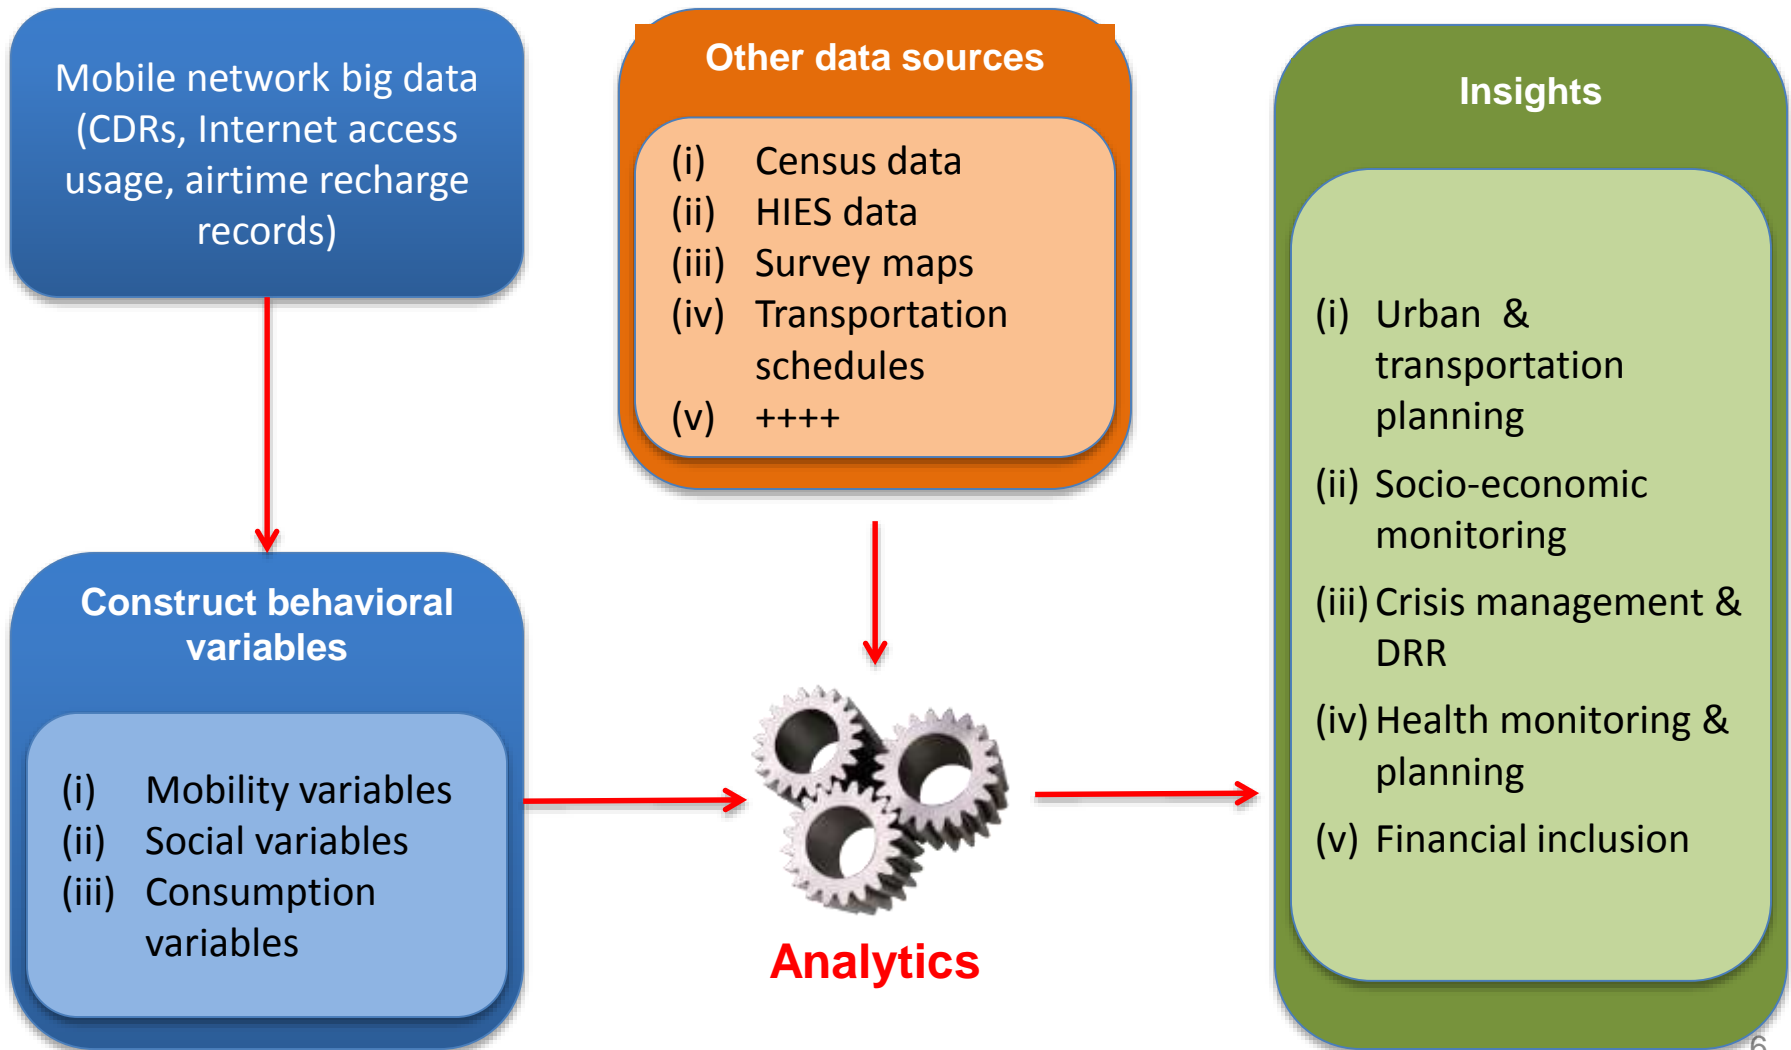 Mobile network big data
(CDRs, Internet access
usage, airtime recharge
records)
Other data sources
(i) Census data
(ii) HIES data
(iii) Survey maps
(iv) Transportation
schedules
(v) ++++
Construct behavioral
variables
(i) Mobility variables
(ii) Social variables
(iii) Consumption
variables
Analytics
Insights
(i) Urban & 
transportation
planning
(ii) Socio-economic
monitoring
(iii) Crisis management &
DRR
(iv) Health monitoring &
planning
(v) Financial inclusion
6